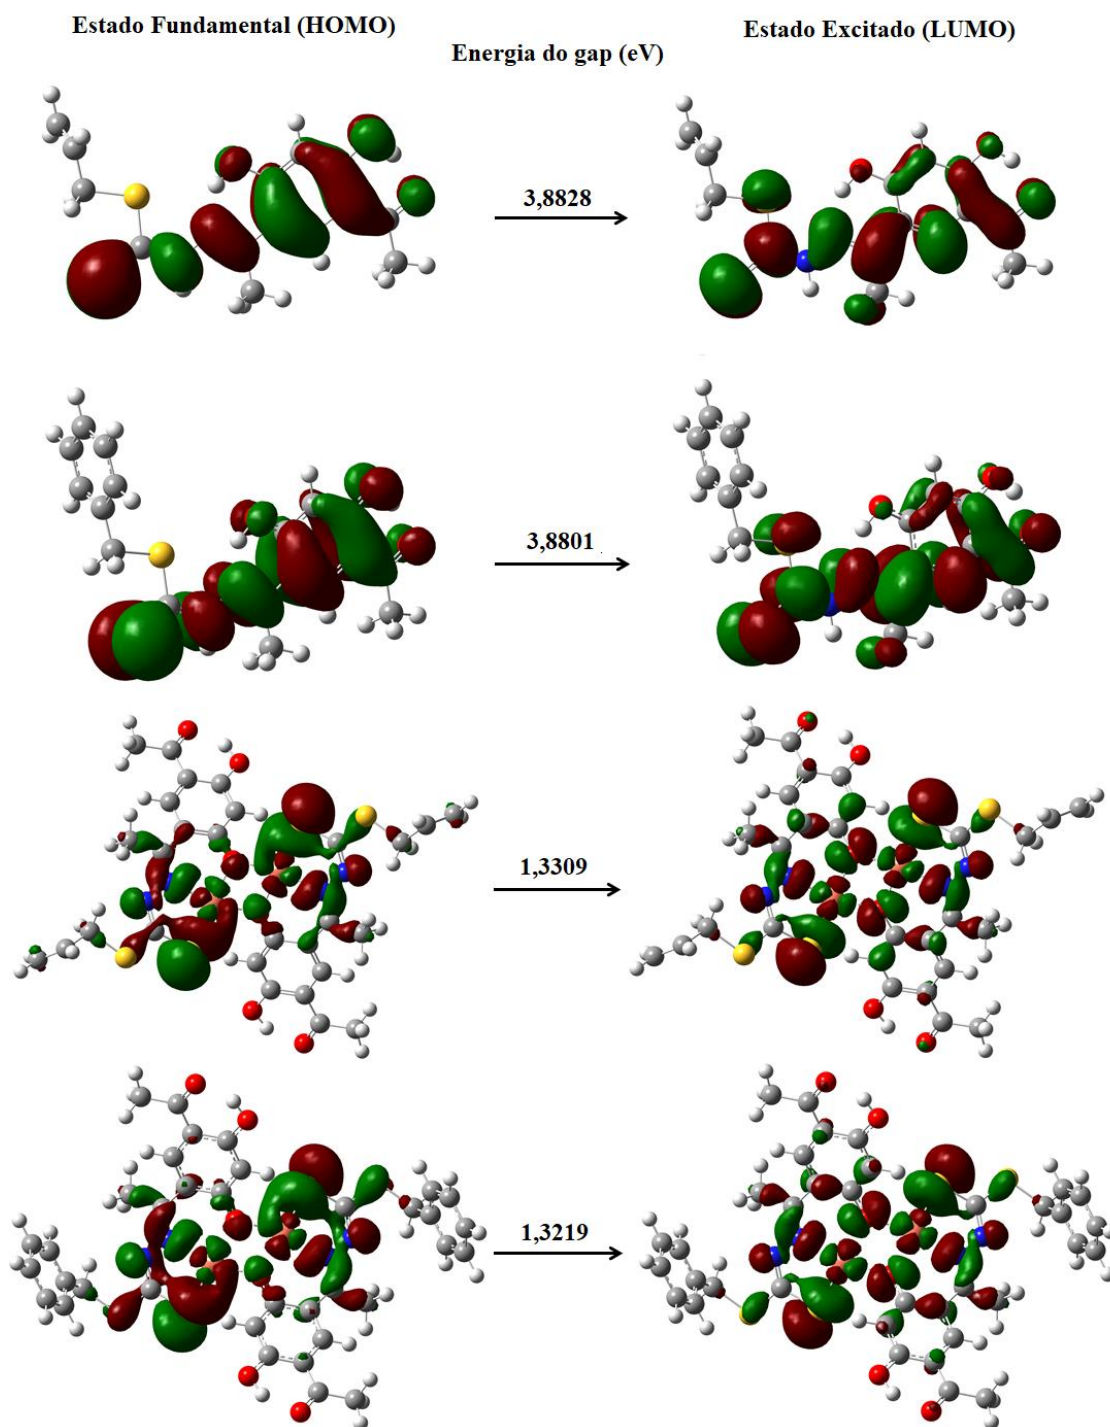 Estado Fundamental (HOMO)
Energia do gap (eV)
Estado Excitado (LUMO)
3,8828
3,8801
1,3309
1,3219